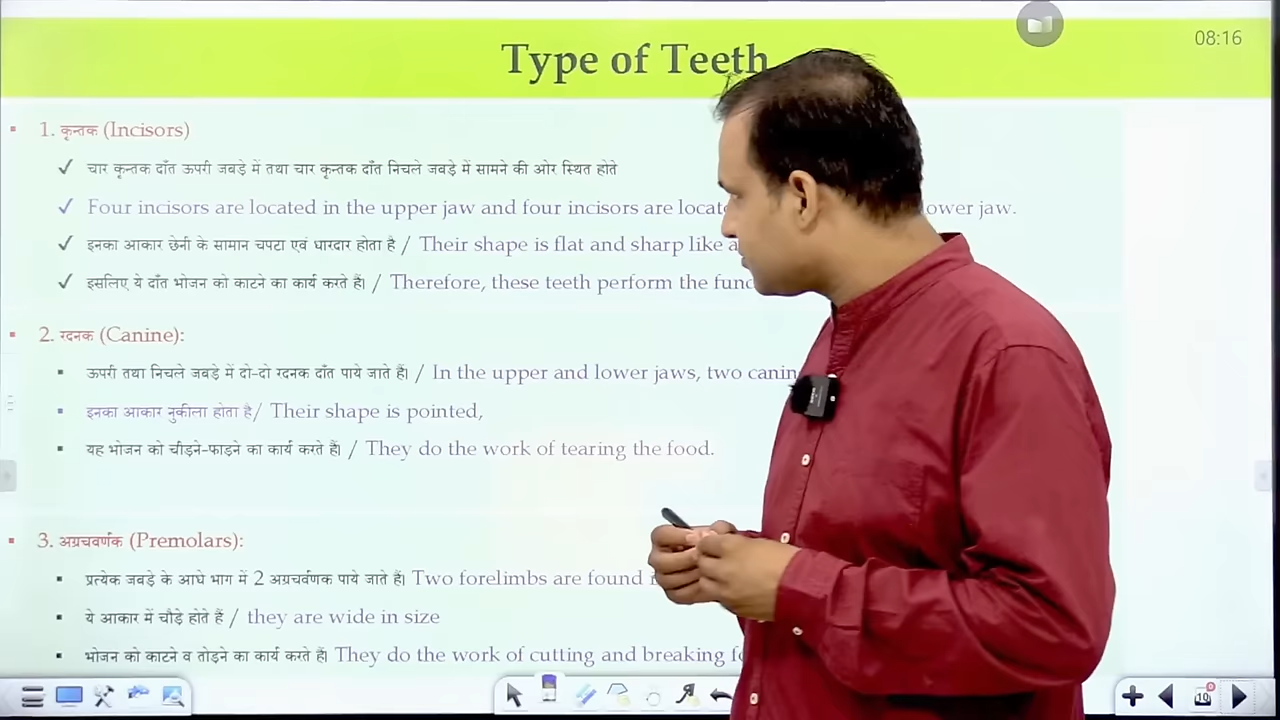 08:16
Type of Teeth
1. कृन्तक (Incisors)
✓ चार कृन्तक दाँत ऊपरी जबड़े में तथा चार कृन्तक दाँत निचले जबड़े में सामने की ओर स्थित होते
✓ Four incisors are located in the upper jaw and four incisors are locat lower jaw.
✓ इनका आकार छेनी के सामान चपटा एवं धारदार होता है / Their shape is flat and sharp like a
✓ इसलिए ये दाँत भोजन को काटने का कार्य करते हैं। / Therefore, these teeth perform the func
2. रदनक (Canine):
ऊपरी तथा निचले जबड़े में दो-दो रदनक दाँत पाये जाते हैं। / In the upper and lower jaws, two canin
इनका आकार नुकीला होता है/ Their shape is pointed,
यह भोजन को चीड़ने-फाड़ने का कार्य करते हैं। / They do the work of tearing the food.
3. अग्रचवर्णक (Premolars):
प्रत्येक जबड़े के आधे भाग में 2 अग्रचर्वणक पाये जाते हैं। Two forelimbs are found
ये आकार में चौड़े होते हैं / they are wide in size
भोजन को काटने व तोड़ने का कार्य करते हैं। They do the work of cutting and breaking f
10